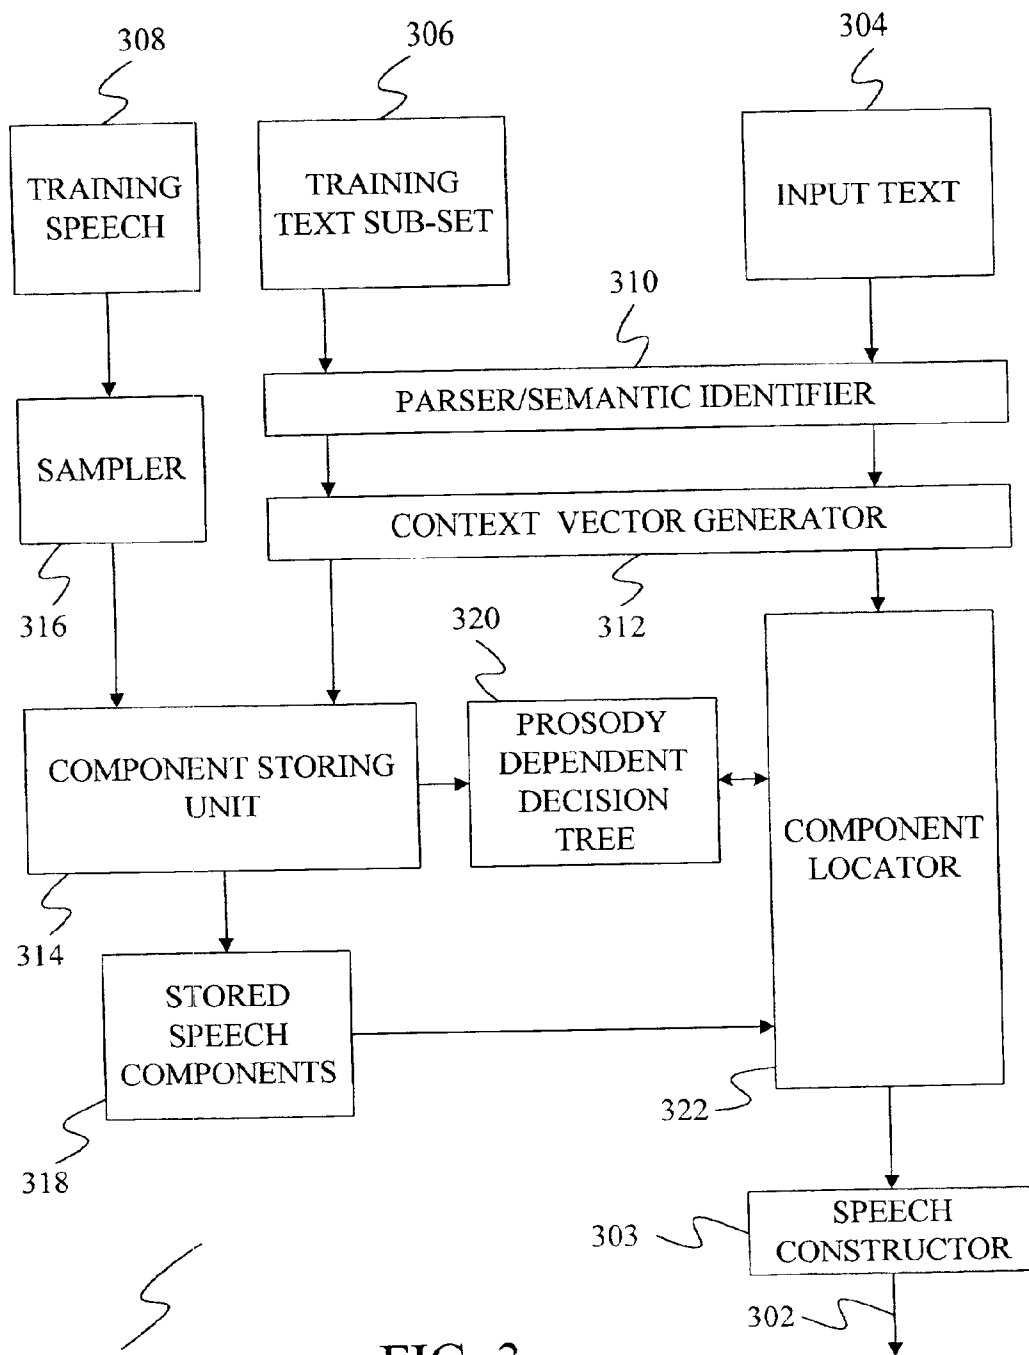 308
306
304
TRAINING
SPEECH
TRAINING
TEXT SUB-SET
INPUT TEXT
310
PARSER/SEMANTIC IDENTIFIER
SAMPLER
CONTEXT VECTOR GENERATOR
316
320
312
PROSODY
DEPENDENT
DECISION
TREE
COMPONENT STORING
UNIT
COMPONENT
LOCATOR
314
STORED
SPEECH
COMPONENTS
322
318
SPEECH
CONSTRUCTOR
303
302
FIG. 3